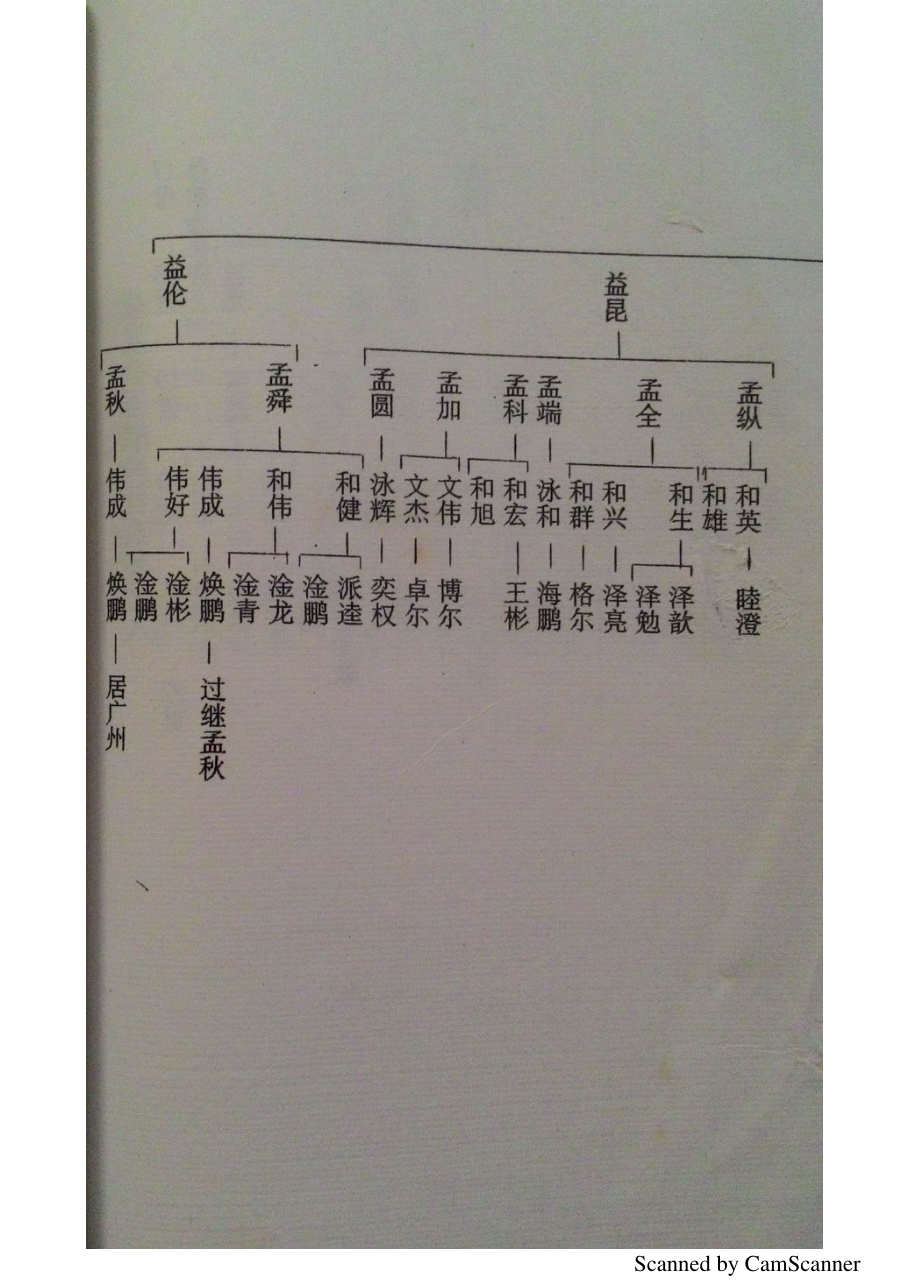 益昆
益伦
孟纵
孟全
孟端
孟科
孟加
孟圆
孟舜
孟秋
和英
和雄
和生
和兴
和群
泳和
和宏
和旭
文伟
文杰
泳辉
和健
和伟
伟成
伟好
伟成
睦澄
泽歆
泽勉
泽亮
格尔
海鹏
王彬
博尔
卓尔
奕权
派逵
淦鹏
淦龙
淦青
焕鹏
淦彬
淦鹏
焕鹏
过继孟秋
居广州
Scanned by CamScanner